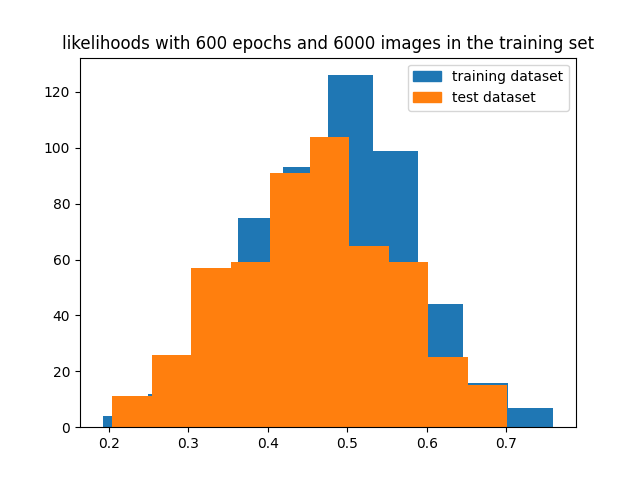 likelihoods with 600 epochs and 6000 images in the training set
training dataset
test dataset
120
100
80
60
40
20
0
0.2 0.3 0.4 0.5 0.6 0.7